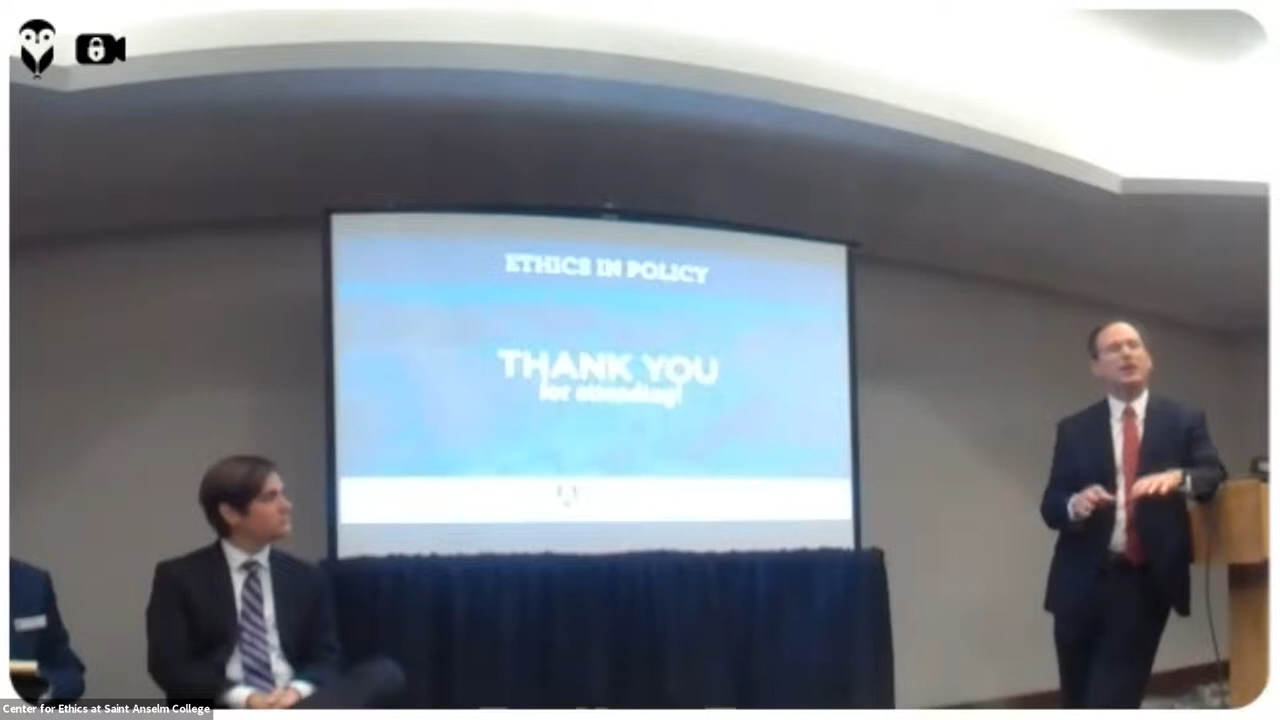 ETHICS IN POLICY
THANK YOU
for attending!
Center for Ethics at Saint Anselm College